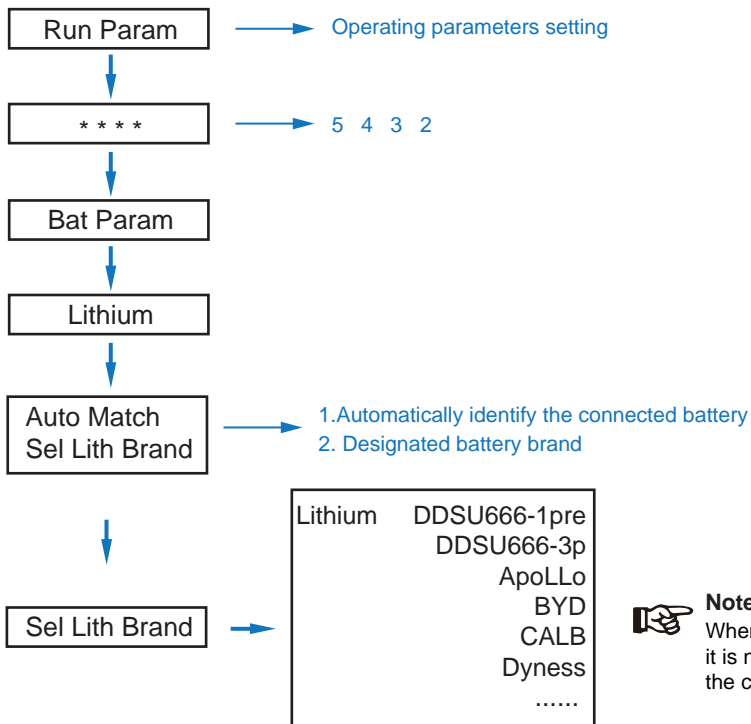 Run Param
Operating parameters setting
* * * *
5 4 3 2
Bat Param
Lithium
Auto Match
Sel Lith Brand
1.Automatically identify the connected battery
2. Designated battery brand
Sel Lith Brand
Lithium DDSU666-1pre
DDSU666-3p
ApoLLo
BYD
CALB
Dyness
......
Note
When
it is
the